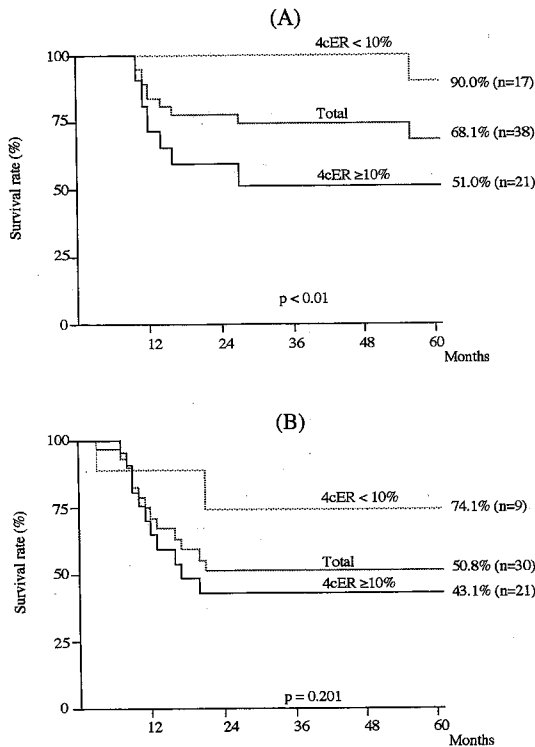 (A)
100
4cER < 10%
90.0% (n=17)
75
Total
68.1% (n=38)
Survival rate (%)
50
4cER ≥10%
51.0% (n=21)
25
p < 0.01
0
12 24 36 48 60
Months
(B)
100
4cER < 10%
75
74.1% (n=9)
Survival rate (%)
Total
50.8% (n=30)
50
4cER ≥10%
43.1% (n=21)
25
p = 0.201
0
12 24 36 48 60
Months